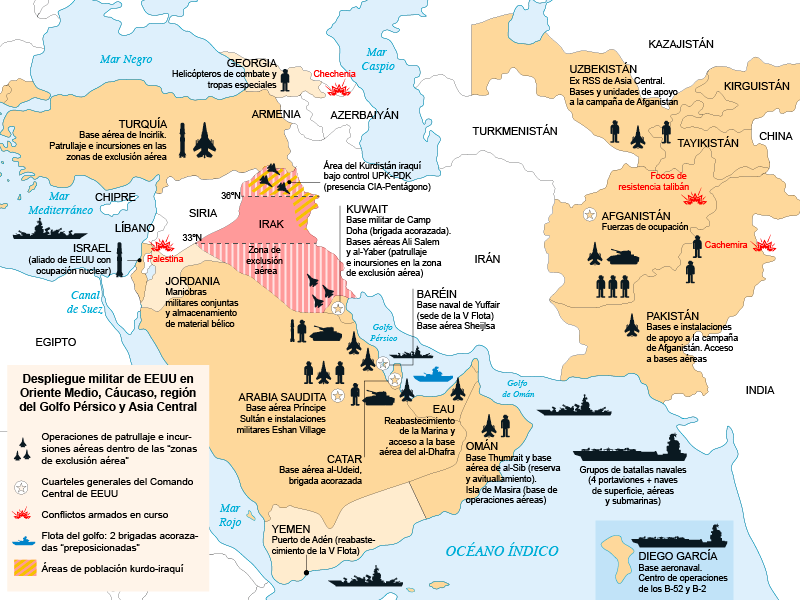 Mar Negro
Mar
Caspio
KAZAJISTÁN
GEORGIA
Helicópteros de combate y
tropas especiales
Chechenia
UZBEKISTÁN
Ex RSS de Asia Central.
Bases y unidades de apoyo
a la campaña de Afganistan
KIRGUISTÁN
TURQUÍA
Base aérea de Incirlik.
Patrullaje e incursiones en las
zonas de exclusión aérea
ARMENIA
AZERBAIYÁN
TURKMENISTÁN
TAYIKISTÁN
CHINA
Área del Kurdistán iraquí
bajo control UPK-PDK
(presencia CIA-Pentágono)
Focos de
resistencia talibán
36ºN
Mar
Mediterráneo
CHIPRE
SIRIA
LÍBANO
33ºN
IRAK
Zona de
exclusión
aérea
KUWAIT
Base militar de Camp
Doha (brigada acorazada).
Bases aéreas Ali Salem
y al-Yaber (patrullaje
e incursiones en la zona
de exclusión aérea)
AFGANISTÁN
Fuerzas de ocupación
Cachemira
ISRAEL
(aliado de EEUU con
ocupación nuclear)
Palestina
IRÁN
JORDANIA
Maniobras
militares conjuntas
y almacenamiento
de material bélico
Canal
de Suez
BARÉIN
Base naval de Yuffair
(sede de la V Flota)
Base aérea Sheijlsa
PAKISTÁN
Bases e instalaciones
de apoyo a la campaña
de Afganistán. Acceso
a bases aéreas
EGIPTO
Golfo
Pérsico
Golfo
de Omán
INDIA
Despliegue militar de EEUU en
Oriente Medio, Cáucaso, región
del Golfo Pérsico y Asia Central
Operaciones de patrullaje e incur-
siones aéreas dentro de las “zonas
de exclusión aérea”
Cuarteles generales del Comando
Central de EEUU
Conflictos armados en curso
Flota del golfo: 2 brigadas acoraza-
das “preposicionadas”
Áreas de población kurdo-iraquí
ARABIA SAUDITA
Base aérea Príncipe
Sultán e instalaciones
militares Eshan Village
EAU
Reabastecimiento
de la Marina y
acceso a la base
aérea del al-Dhafra
CATAR
Base aérea al-Udeid,
brigada acorazada
OMÁN
Base Thumrait y base
aérea de al-Sib (reserva
y avituallamiento).
Isla de Masira (base de
operaciones aéreas)
Grupos de batallas navales
(4 portaviones + naves
de superficie, aéreas
y submarinas)
Mar
Rojo
YEMEN
Puerto de Adén (reabaste-
cimiento de la V Flota)
OCÉANO ÍNDICO
DIEGO GARCÍA
Base aeronaval.
Centro de operaciones
de los B-52 y B-2